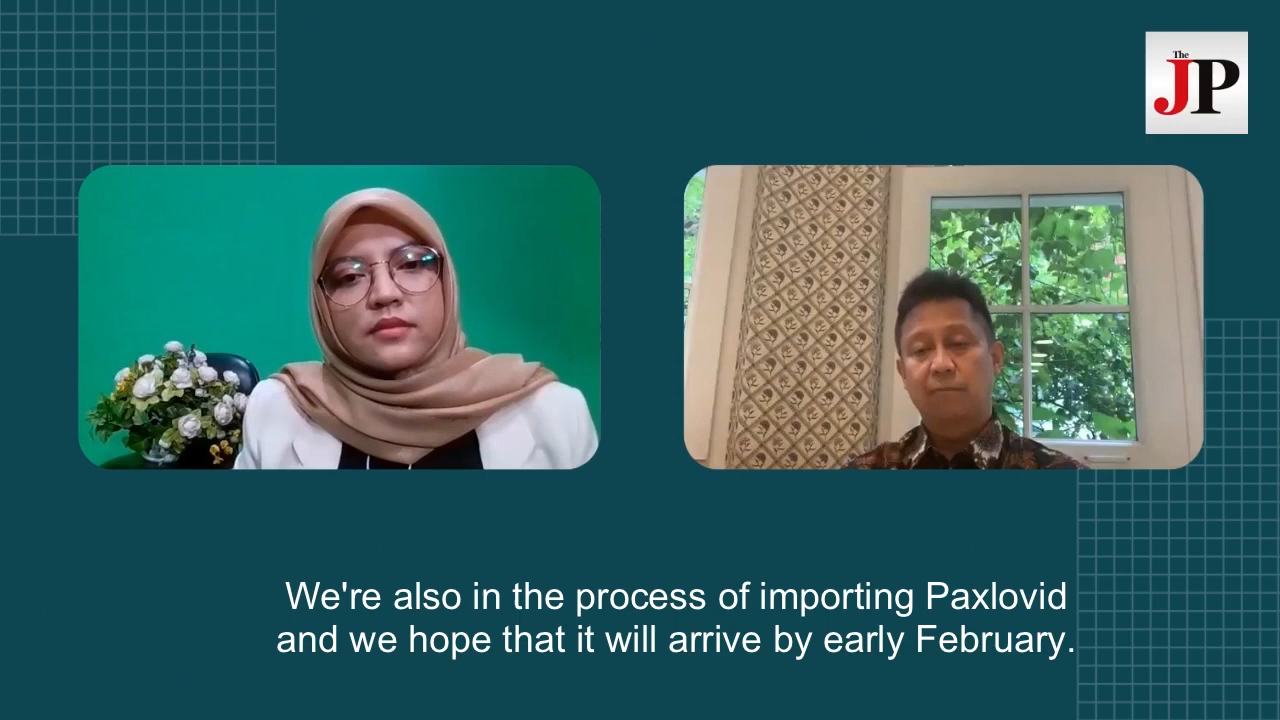 The
JP
We're also in the process of importing Paxlovid
and we hope that it will arrive by early February.